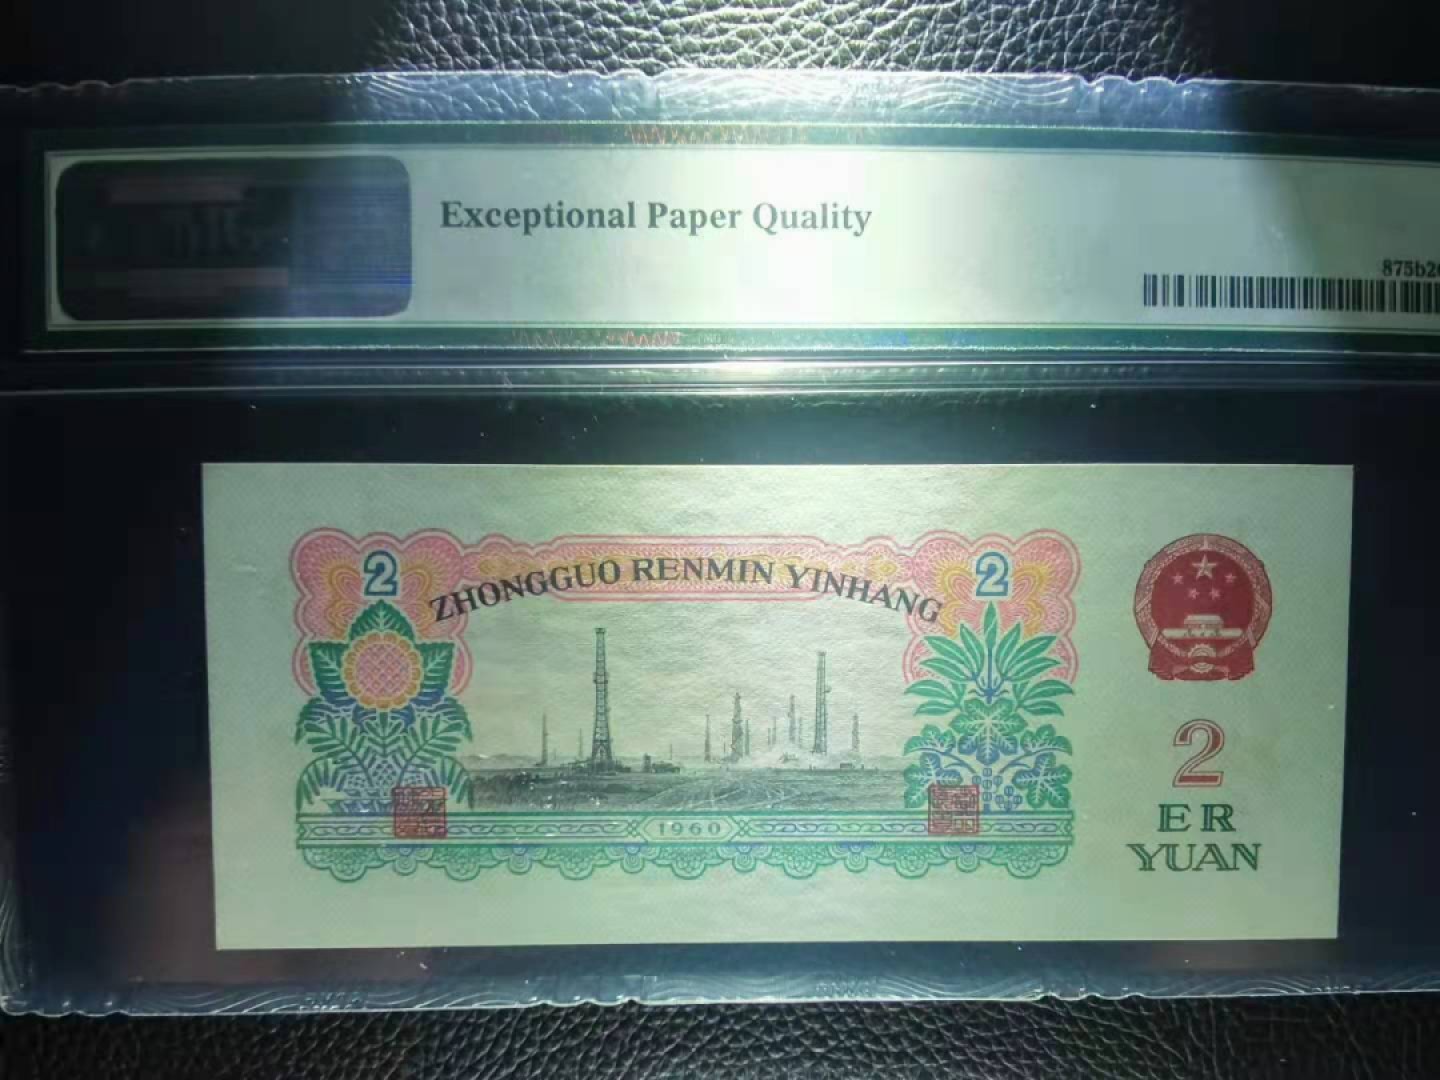 Exceptional Paper Quality
875b2
2
2
ZHONGGUO RENMIN YINHANG
2
ER
YUAN
1960